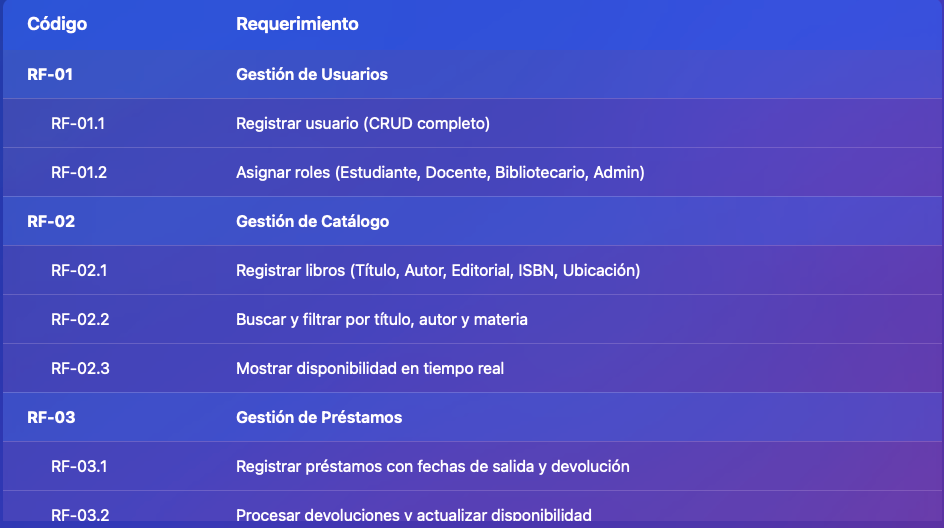 Código Requerimiento
RF-01 Gestión de Usuarios
RF-01.1 Registrar usuario (CRUD completo)
RF-01.2 Asignar roles (Estudiante, Docente, Bibliotecario, Admin)
RF-02 Gestión de Catálogo
RF-02.1 Registrar libros (Título, Autor, Editorial, ISBN, Ubicación)
RF-02.2 Buscar y filtrar por título, autor y materia
RF-02.3 Mostrar disponibilidad en tiempo real
RF-03 Gestión de Préstamos
RF-03.1 Registrar préstamos con fechas de salida y devolución
RF-03.2 Procesar devoluciones y actualizar disponibilidad